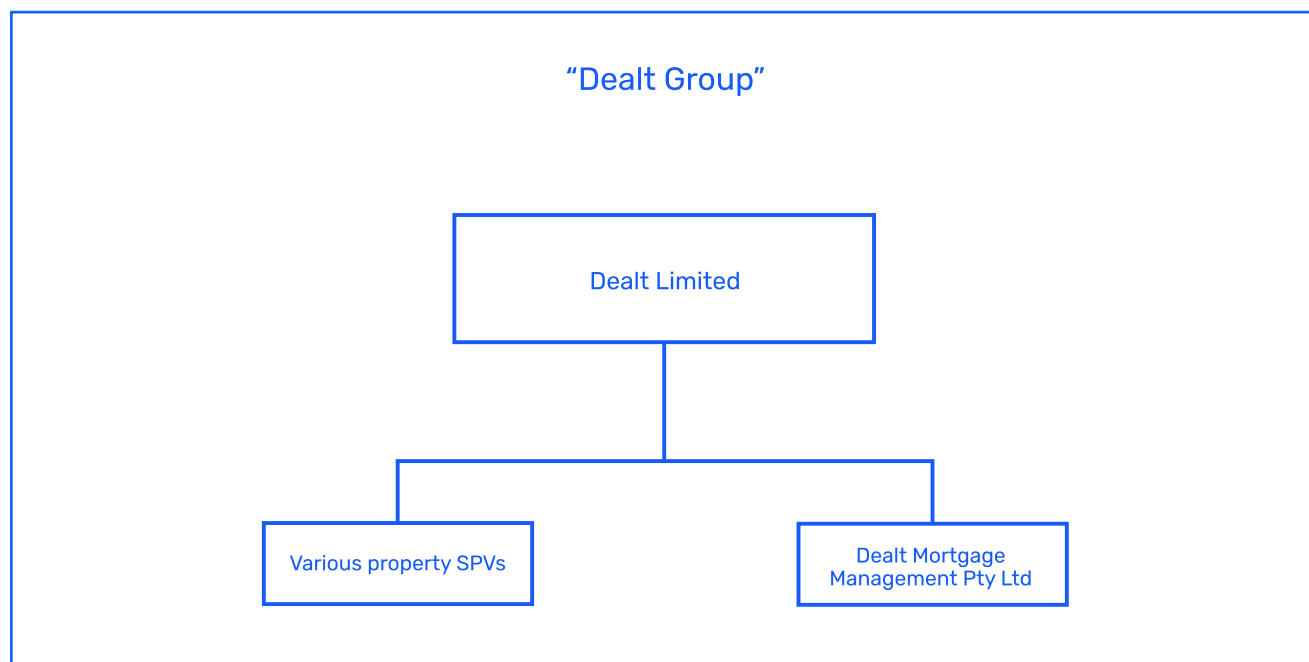 “Dealt Group”
Dealt Limited
Various property SPVs
Dealt Mortgage
Management Pty Ltd